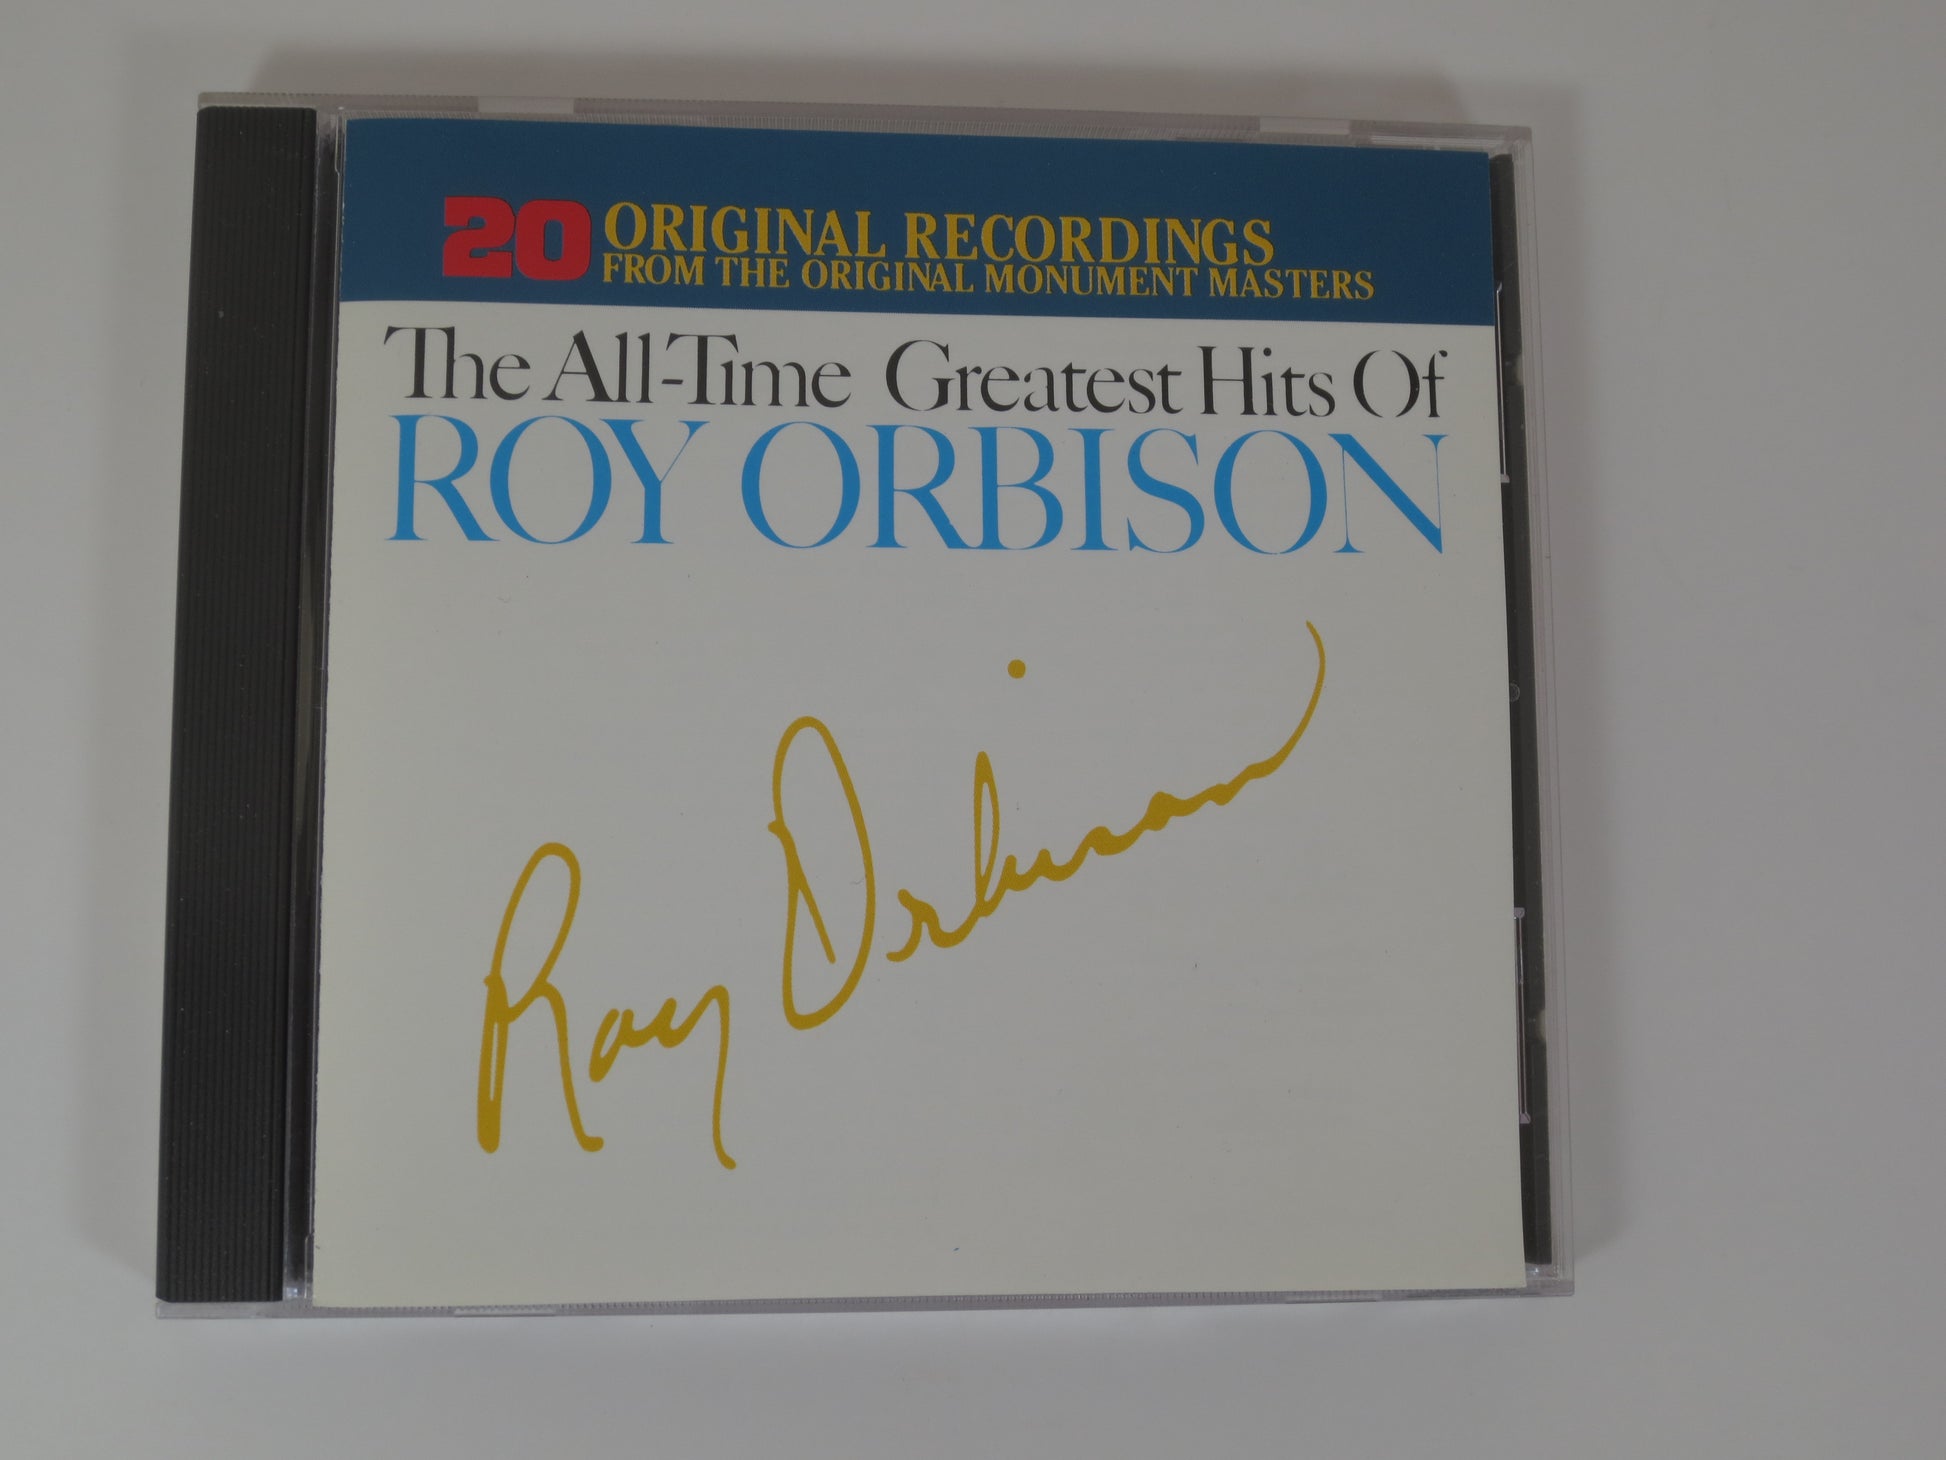 20 ORIGINAL RECORDINGS
FROM THE ORIGINAL MONUMENT MASTERS
The All-Time Greatest Hits Of
ROY ORBISON
Roy Orbison